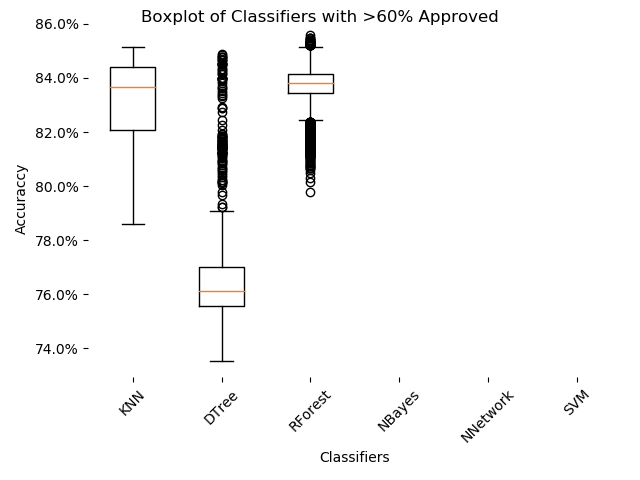 Boxplot of Classifiers with >60% Approved
86.0%
84.0%
82.0%
80.0%
78.0%
76.0%
74.0%
Accuraccy
KNN
DTree
RForest
NBayes
NNetwork
SVM
Classifiers